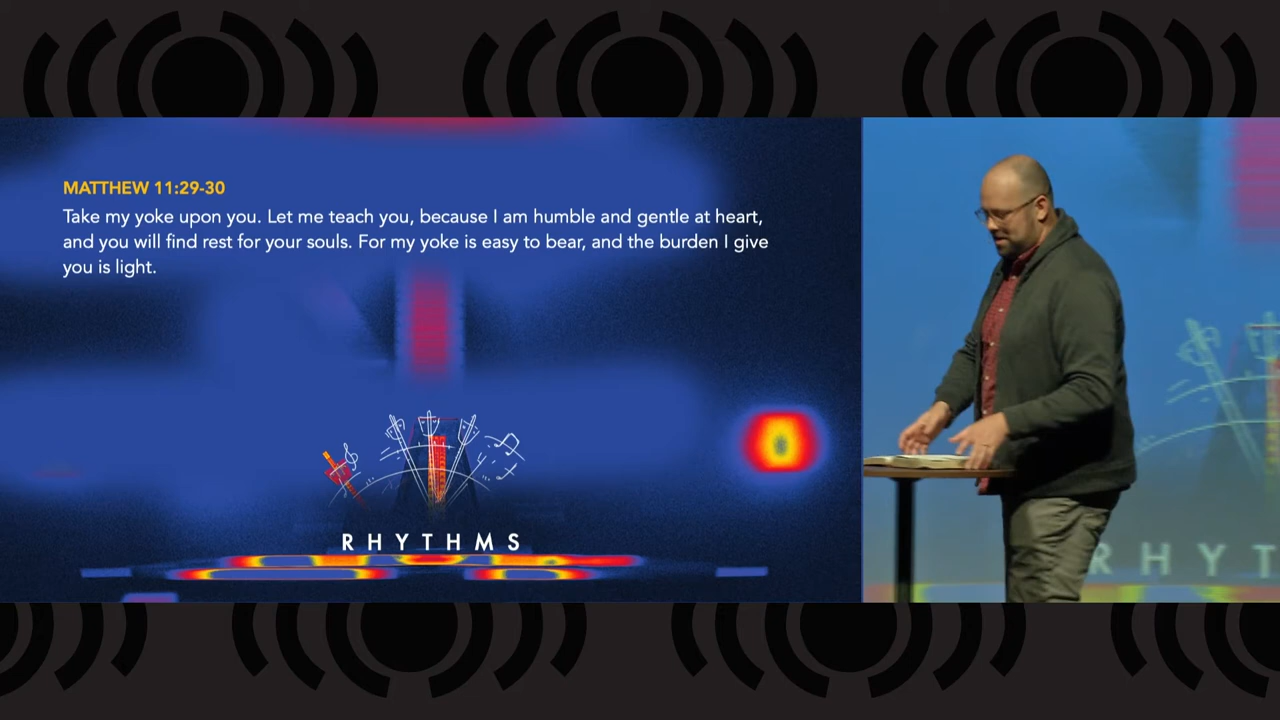 MATTHEW 11:29-30
Take my yoke upon you. Let me teach you, because I am humble and gentle at heart,
and you will find rest for your souls. For my yoke is easy to bear, and the burden I give
you is light.
RHYTHMS
RHYT